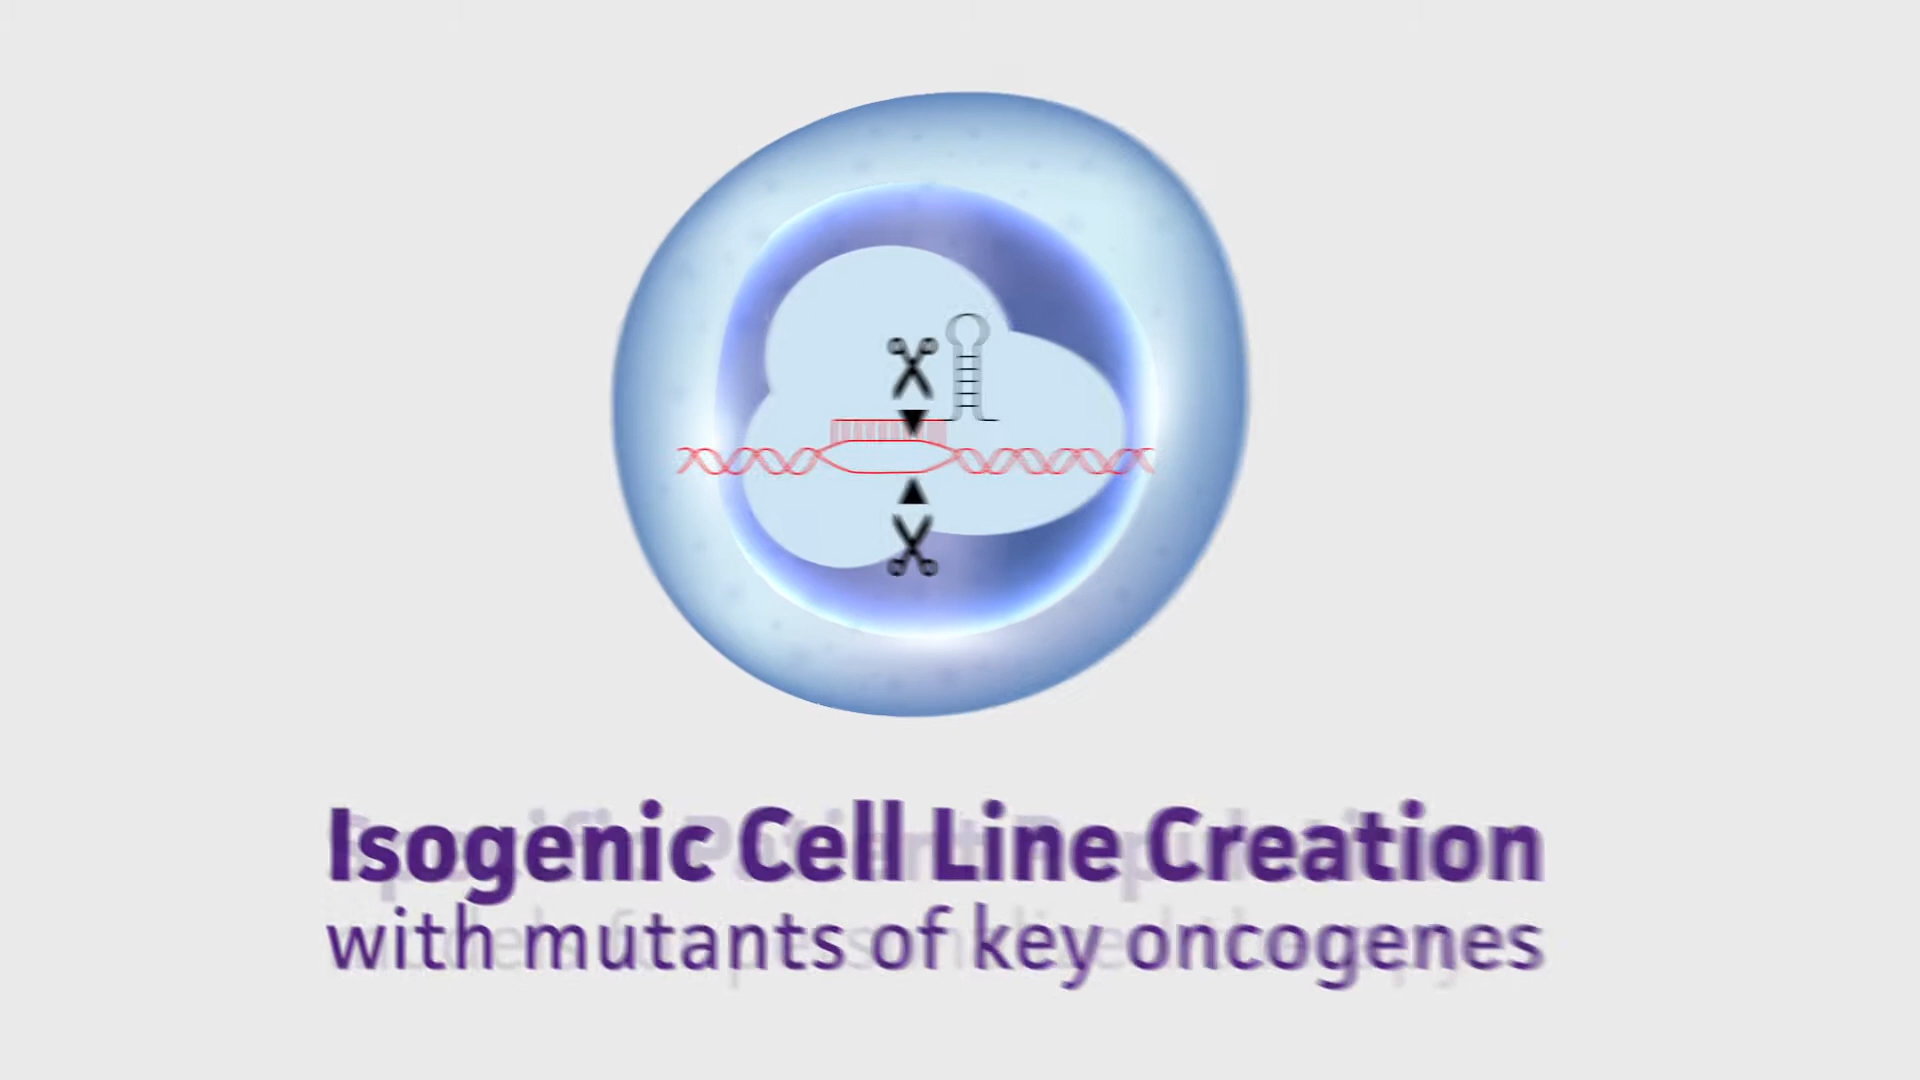 Isogenic Cell Line Creation
with mutants of key oncogenes